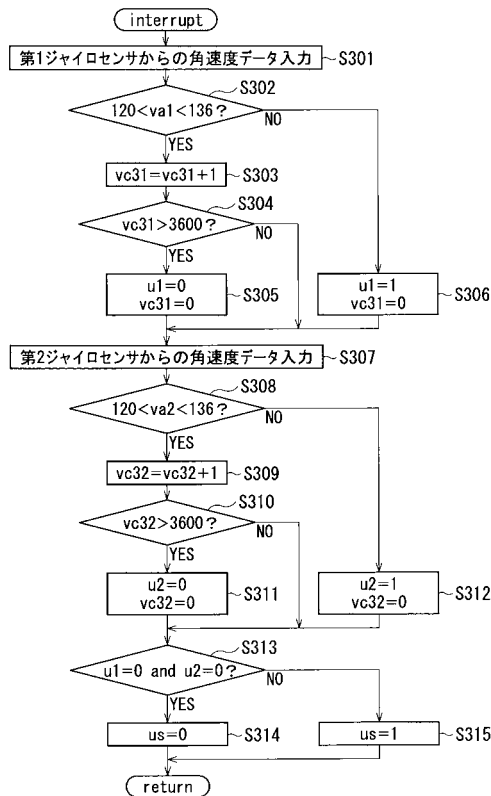 interrupt
第1ジャイロセンサからの角速度データ入力
S301
S302
120<va1<136?
NO
YES
vc31=vc31+1
S303
S304
vc31>3600?
NO
YES
u1=0
vc31=0
S305
u1=1
vc31=0
S306
第2ジャイロセンサからの角速度データ入力
S307
S308
120<va2<136?
NO
YES
vc32=vc32+1
S309
S310
vc32>3600?
NO
YES
u2=0
vc32=0
S311
u2=1
vc32=0
S312
S313
u1=0 and u2=0?
NO
YES
us=0
S314
us=1
S315
return